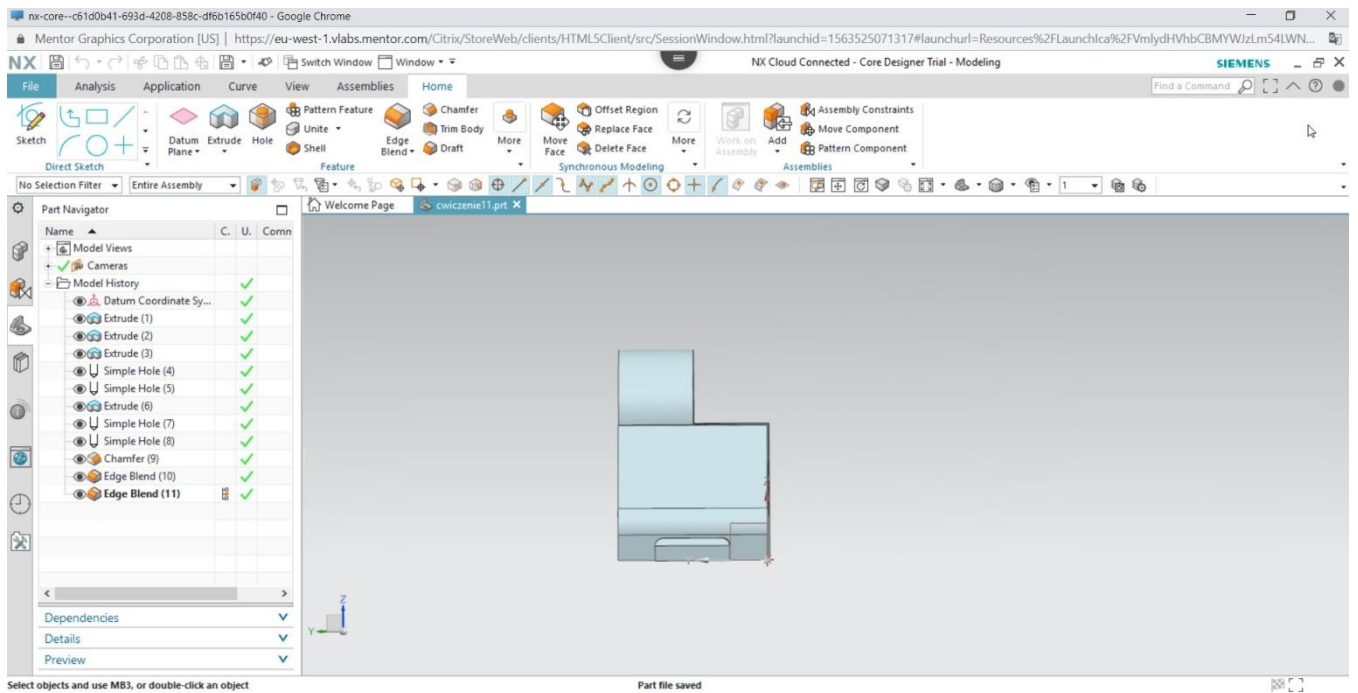 nx-core--c61d0b41-693d-4208-858c-df6b165b0f40 - Google Chrome
Mentor Graphics Corporation [US] | https://eu-west-1.vlabs.mentor.com/Citrix/StoreWeb/clients/HTML5Client/src/SessionWindow.html?launchid=1563525071317#launchurl=Resources%2FLaunchIca%2FVmlydHVhbCBMYWJzLm54LWN...
NX Switch Window Window NX Cloud Connected - Core Designer Trial - Modeling SIEMENS
File Analysis Application Curve View Assemblies Home Find a Command
Pattern Feature Chamfer Offset Region Assembly Constraints
Unite Trim Body Replace Face Move Component
Sketch Datum Plane Extrude Hole Shell Edge Blend Draft More Move Face Delete Face More Work on Assembly Add Pattern Component
Direct Sketch Feature Synchronous Modeling Assemblies
No Selection Filter Entire Assembly 1
Part Navigator Welcome Page cwiczenie11.prt
Name C. U. Comn
Model Views
Cameras
Model History
Datum Coordinate Sy...
Extrude (1)
Extrude (2)
Extrude (3)
Simple Hole (4)
Simple Hole (5)
Extrude (6)
Simple Hole (7)
Simple Hole (8)
Chamfer (9)
Edge Blend (10)
Edge Blend (11)
Z
Y
Dependencies
Details
Preview
Select objects and use MB3, or double-click an object Part file saved